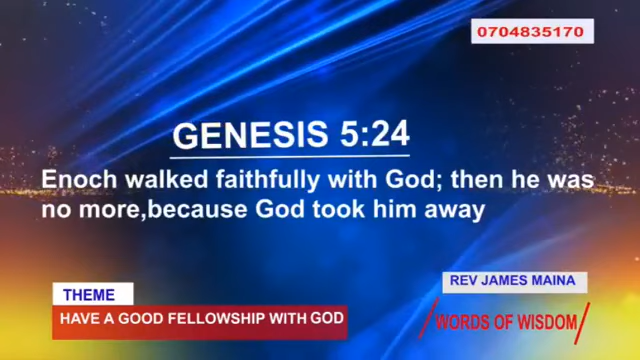 0704835170
GENESIS 5:24
Enoch walked faithfully with God; then he was
no more,because God took him away
REV JAMES MAINA
THEME
HAVE A GOOD FELLOWSHIP WITH GOD
/WORDS OF WISDOM/